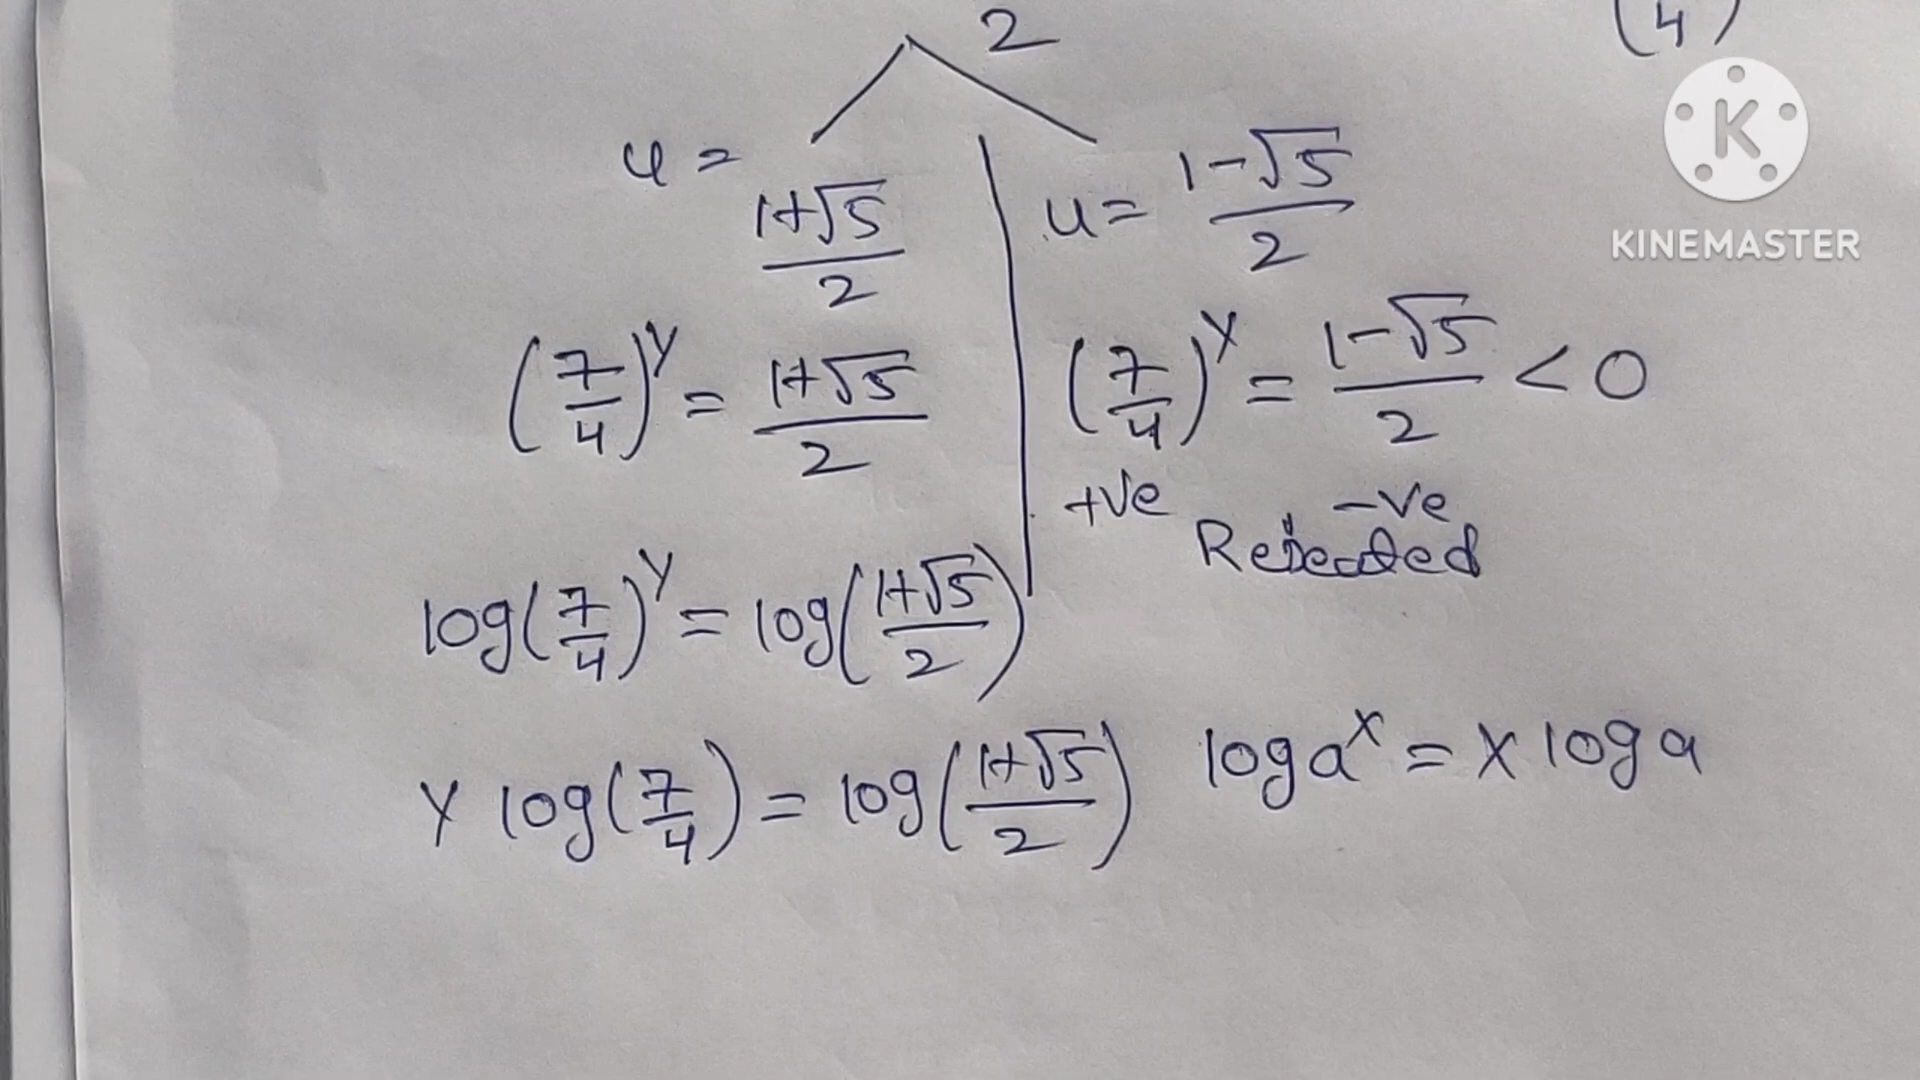 2
(4)
K
KINEMASTER
u = 1+√5/2
u = 1-√5/2
(7/4)^y = 1+√5/2
(7/4)^y = 1-√5/2 < 0
+ve -ve
Rejected
log(7/4)^y = log(1+√5/2)
y log(7/4) = log(1+√5/2)
log a^x = x log a